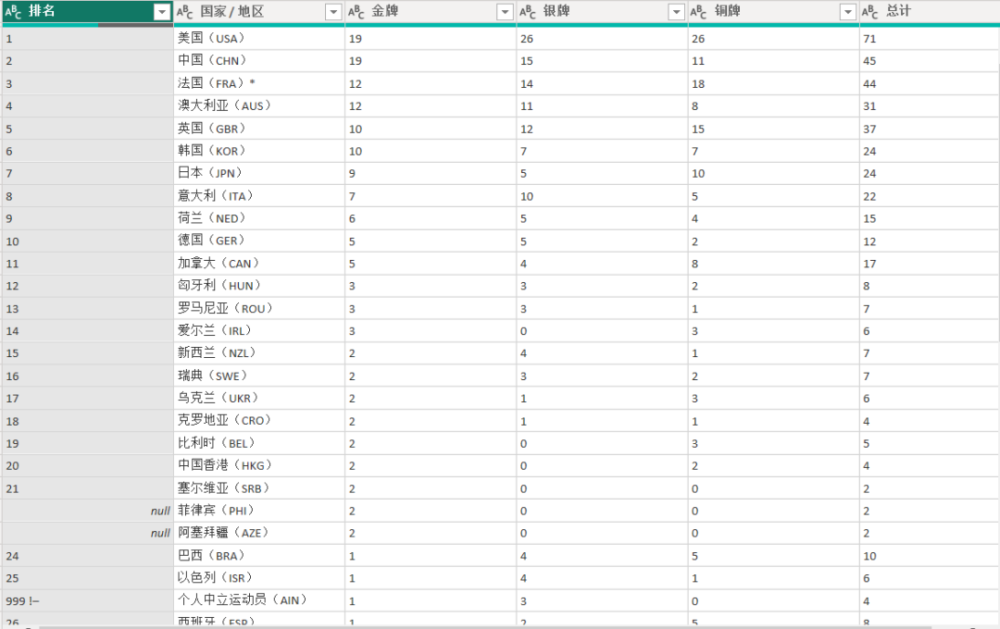 ABC 排名 ABC 国家/地区 ABC 金牌 ABC 银牌 ABC 铜牌 ABC 总计
1 美国（USA） 19 26 26 71
2 中国（CHN） 19 15 11 45
3 法国（FRA）* 12 14 18 44
4 澳大利亚（AUS） 12 11 8 31
5 英国（GBR） 10 12 15 37
6 韩国（KOR） 10 7 7 24
7 日本（JPN） 9 5 10 24
8 意大利（ITA） 7 10 5 22
9 荷兰（NED） 6 5 4 15
10 德国（GER） 5 5 2 12
11 加拿大（CAN） 5 4 8 17
12 匈牙利（HUN） 3 3 2 8
13 罗马尼亚（ROU） 3 3 1 7
14 爱尔兰（IRL） 3 0 3 6
15 新西兰（NZL） 2 4 1 7
16 瑞典（SWE） 2 3 2 7
17 乌克兰（UKR） 2 1 3 6
18 克罗地亚（CRO） 2 1 1 4
19 比利时（BEL） 2 0 3 5
20 中国香港（HKG） 2 0 2 4
21 塞尔维亚（SRB） 2 0 0 2
null 菲律宾（PHI） 2 0 0 2
null 阿塞拜疆（AZE） 2 0 0 2
24 巴西（BRA） 1 4 5 10
25 以色列（ISR） 1 4 1 6
999 !– 个人中立运动员（AIN） 1 3 0 4
26 西班牙（ESP） 1 2 5 8